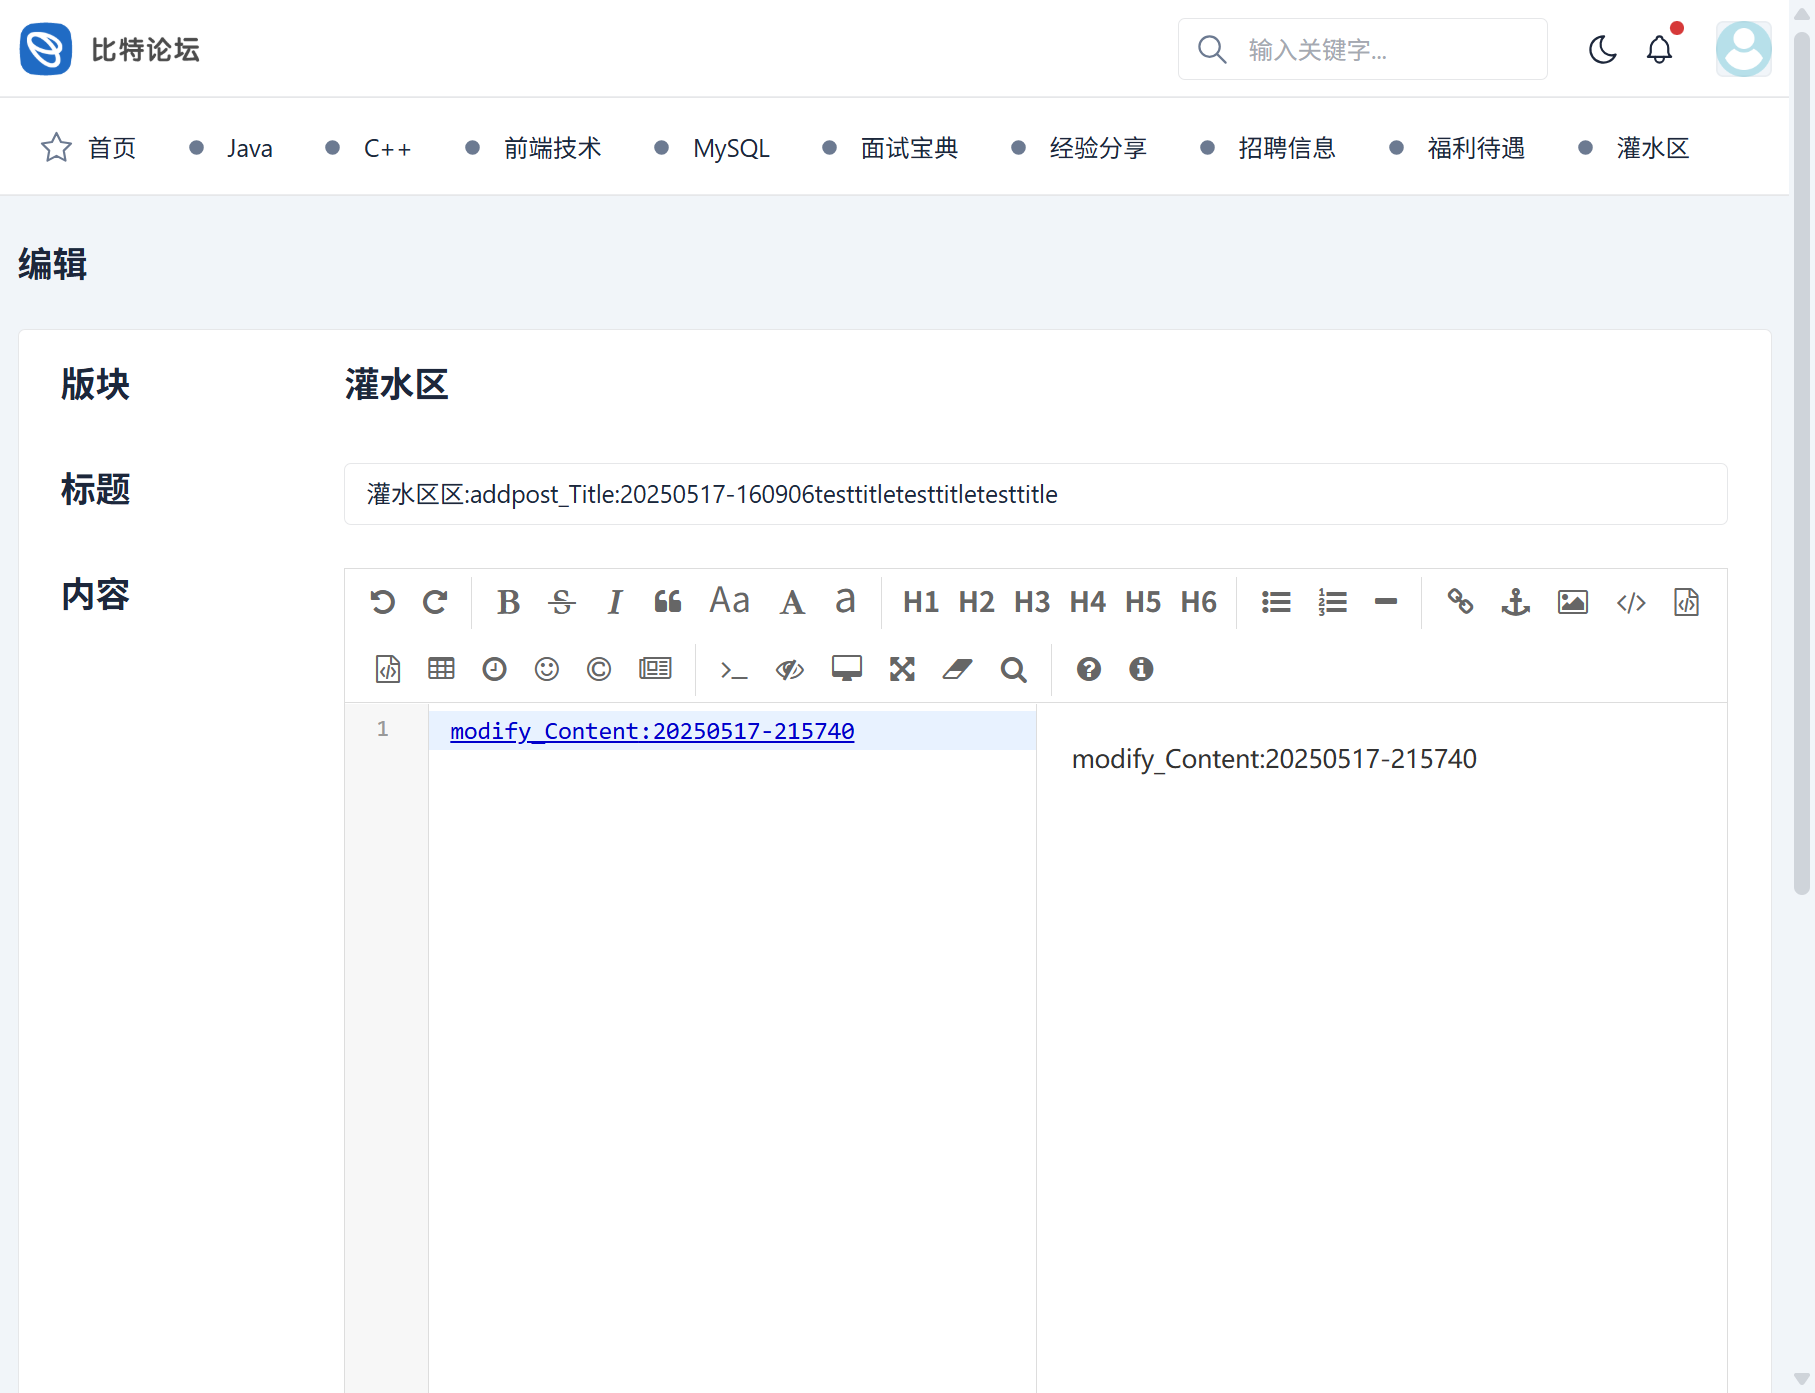 比特论坛
输入关键字...
首页 Java C++ 前端技术 MySQL 面试宝典 经验分享 招聘信息 福利待遇 灌水区
编辑
版块 灌水区
标题 灌水区区:addpost_Title:20250517-160906testtitletesttitletesttitle
内容
B S I Aa A a H1 H2 H3 H4 H5 H6
1 modify_Content:20250517-215740
modify_Content:20250517-215740